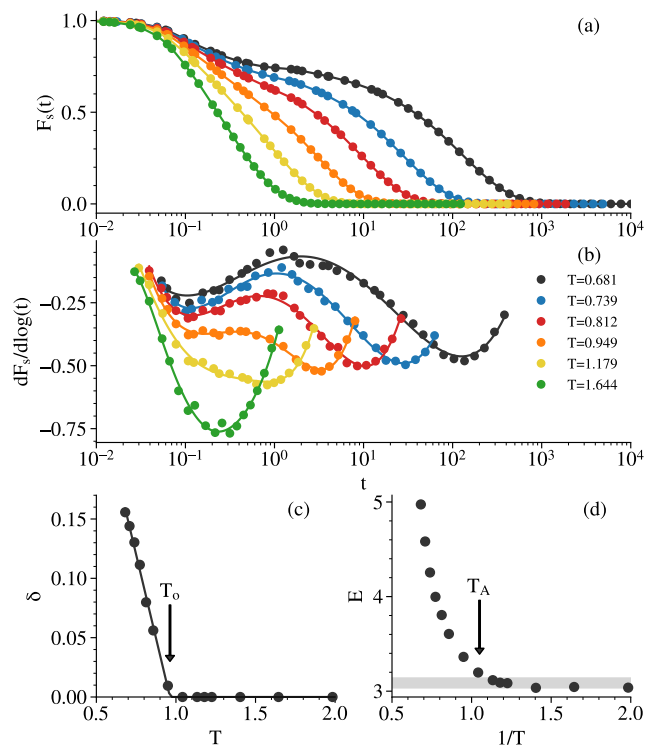 (a)
1.0
0.5
0.0
F_s(t)
10^-2 10^-1 10^0 10^1 10^2 10^3 10^4
(b)
−0.25
−0.50
−0.75
dF_s/dlog(t)
T=0.681
T=0.739
T=0.812
T=0.949
T=1.179
T=1.644
10^-2 10^-1 10^0 10^1 10^2 10^3 10^4
t
(c)
0.15
0.10
0.05
0.00
δ
T_o
0.5 1.0 1.5 2.0
T
(d)
5
4
3
E
T_A
0.5 1.0 1.5 2.0
1/T